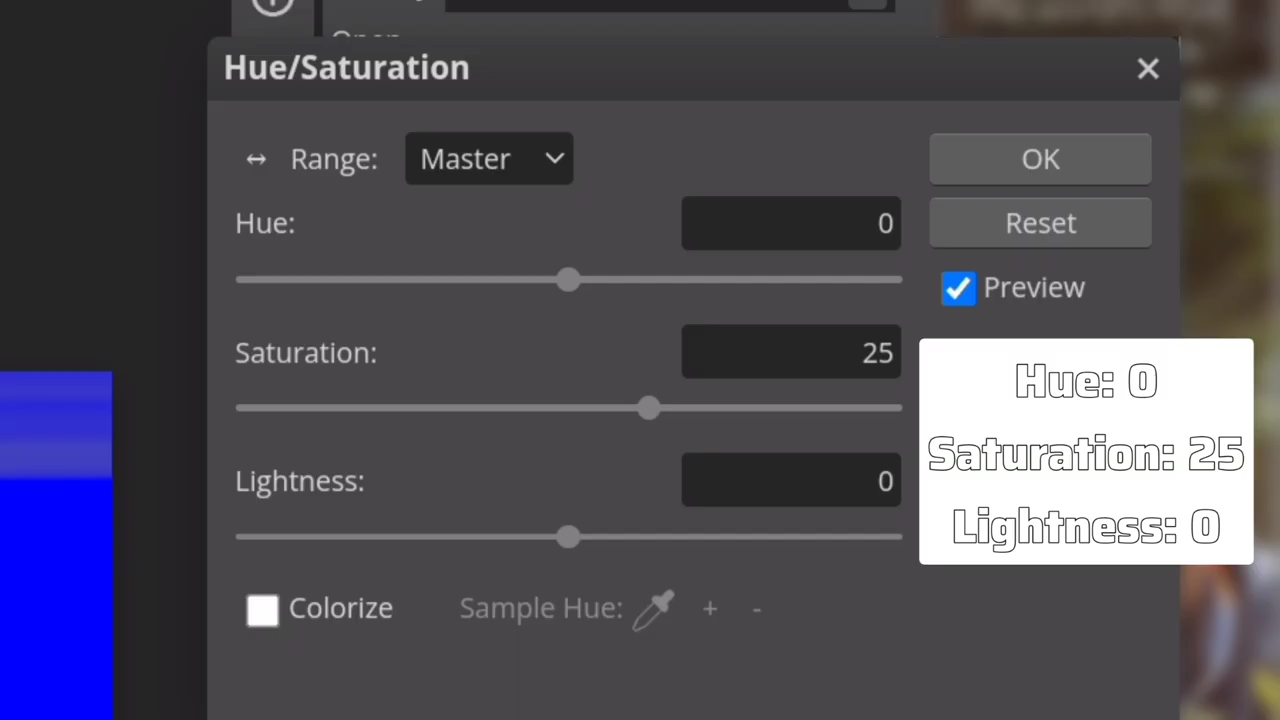 Open
Hue/Saturation
Range: Master
OK
Hue: 0
Reset
Preview
Saturation: 25
Hue: 0
Saturation: 25
Lightness: 0
Lightness: 0
Colorize Sample Hue: + -